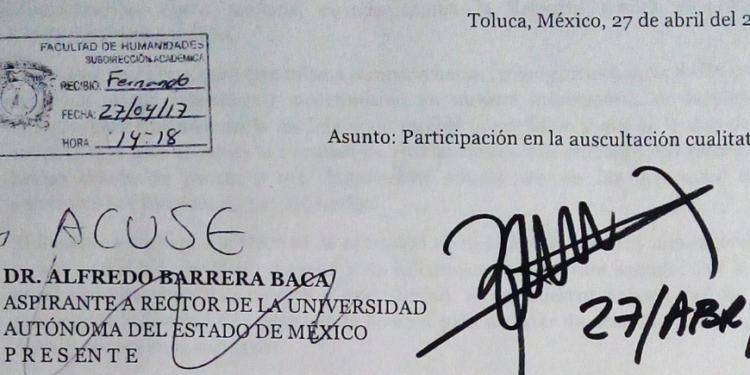 Toluca, México, 27 de abril del 2
FACULTAD DE HUMANIDADES
SUBDIRECCIÓN ACADÉMICA
RECIBIO: Fernando
FECHA: 27/04/17
HORA 14:18
Asunto: Participación en la auscultación cualitat
ACUSE
DR. ALFREDO BARRERA BACA
ASPIRANTE A RECTOR DE LA UNIVERSIDAD
AUTÓNOMA DEL ESTADO DE MÉXICO
PRESENTE
27/ABR